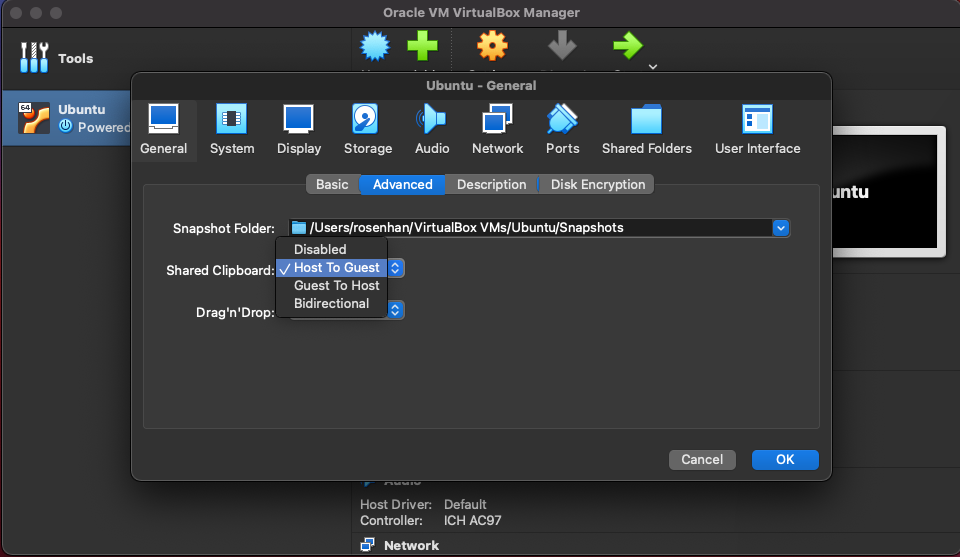 Oracle VM VirtualBox Manager
Tools
Ubuntu - General
64
Ubuntu
Powered
General
System
Display
Storage
Audio
Network
Ports
Shared Folders
User Interface
Basic
Advanced
Description
Disk Encryption
Snapshot Folder:
/Users/rosenhan/VirtualBox VMs/Ubuntu/Snapshots
Disabled
Shared Clipboard:
✓ Host To Guest
Guest To Host
Bidirectional
Drag'n'Drop:
Cancel
OK
Audio
Host Driver: Default
Controller: ICH AC97
Network